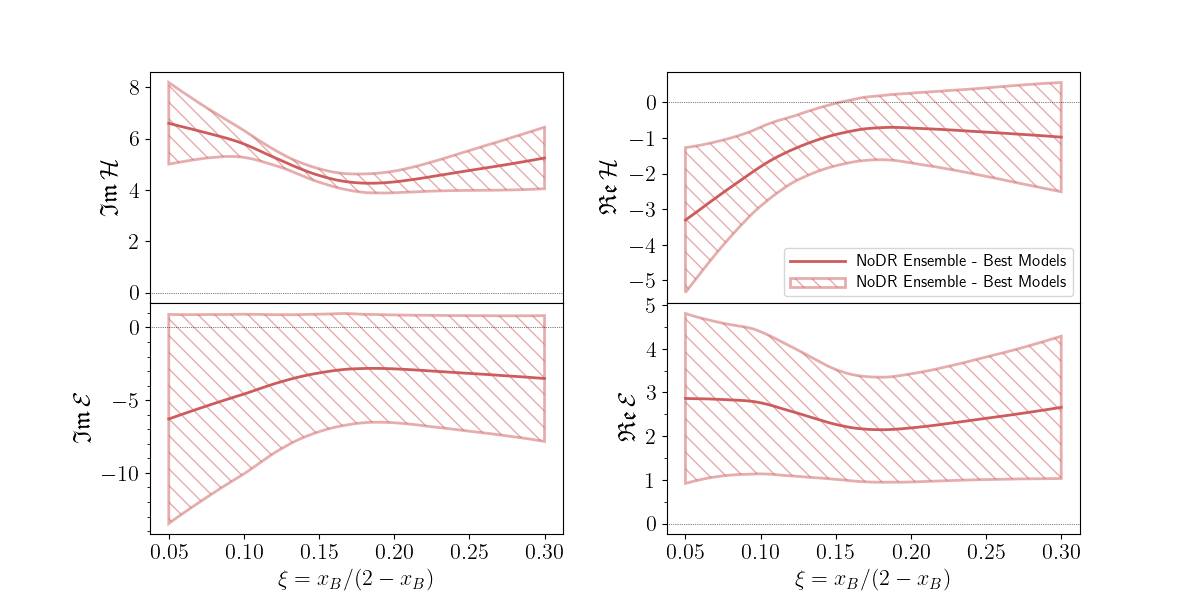 8
6
4
2
0
ℑm ℋ
0
−1
−2
−3
−4
−5
ℜe ℋ
NoDR Ensemble - Best Models
NoDR Ensemble - Best Models
0
−5
−10
ℑm ℰ
0.05 0.10 0.15 0.20 0.25 0.30
ξ = x_B/(2 − x_B)
5
4
3
2
1
0
ℜe ℰ
0.05 0.10 0.15 0.20 0.25 0.30
ξ = x_B/(2 − x_B)